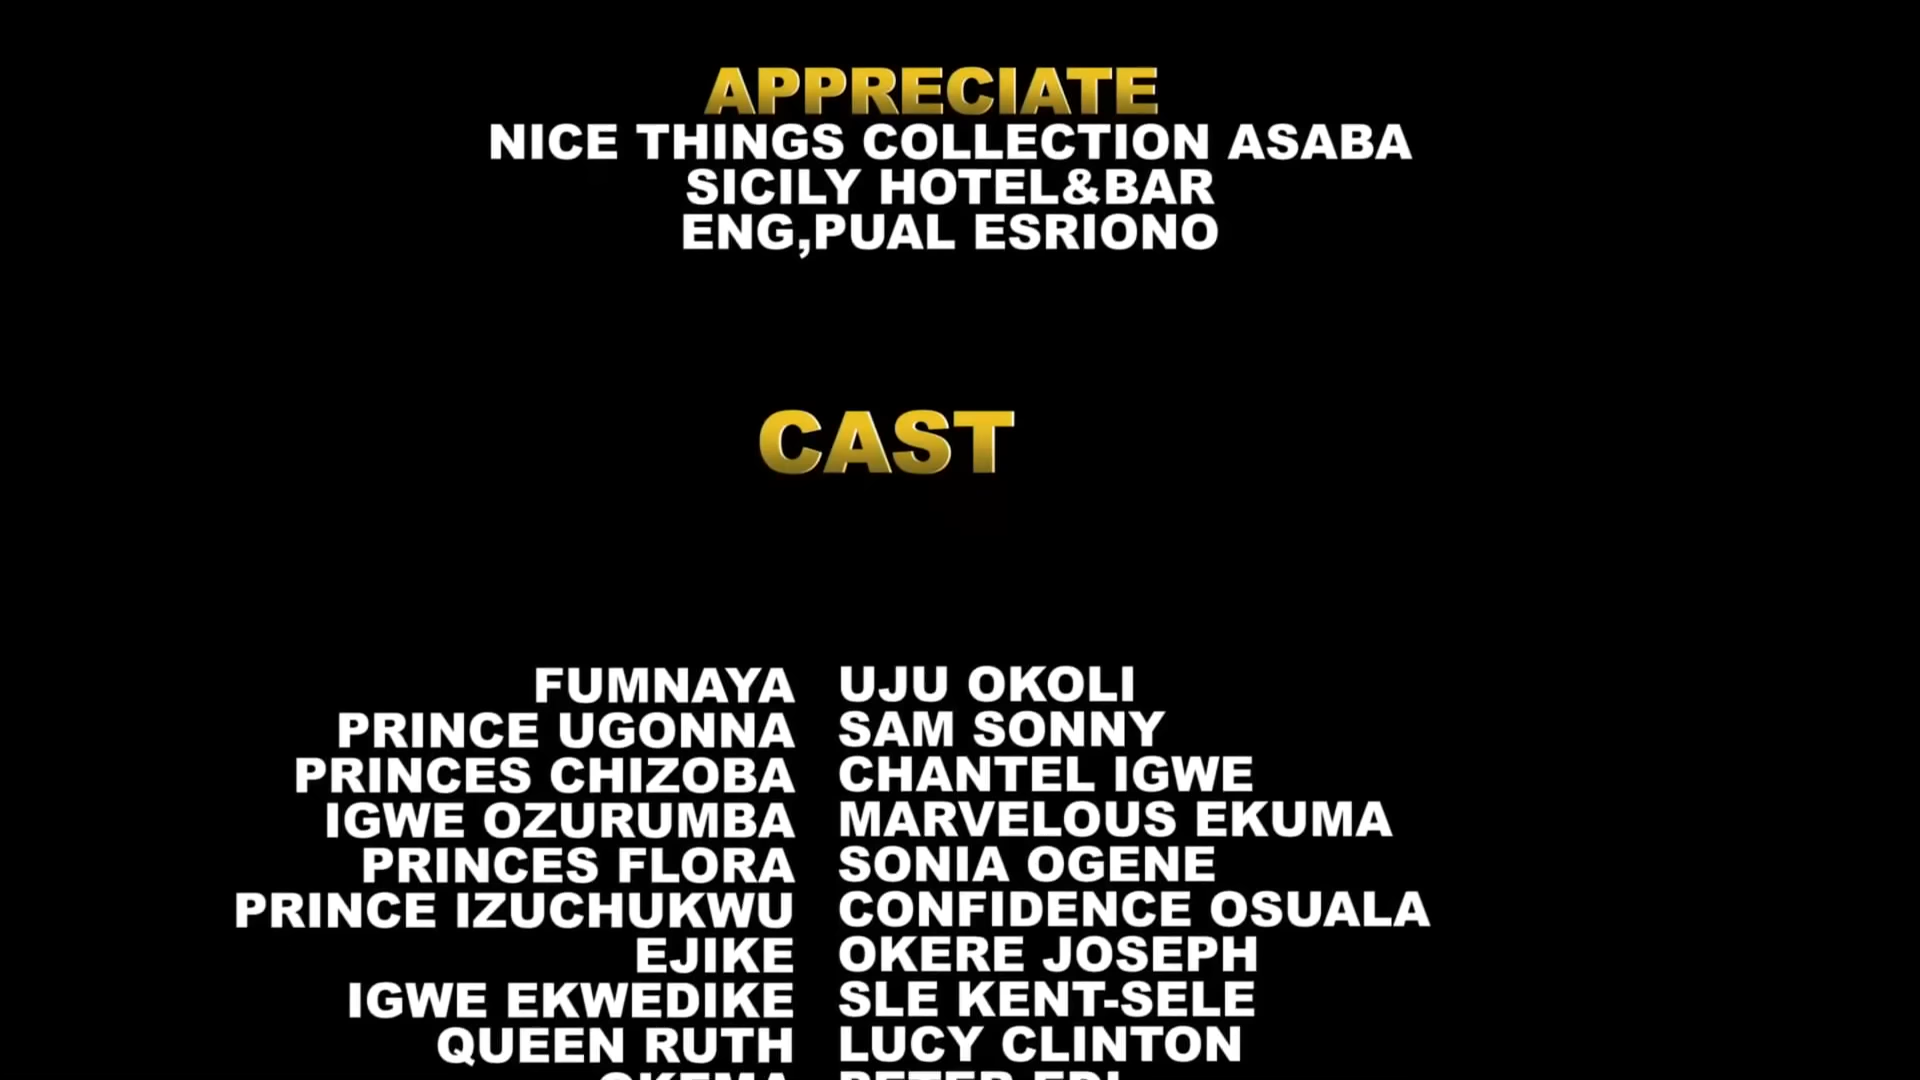 APPRECIATE
NICE THINGS COLLECTION ASABA
SICILY HOTEL&BAR
ENG,PUAL ESRIONO
CAST
FUMNAYA UJU OKOLI
PRINCE UGONNA SAM SONNY
PRINCES CHIZOBA CHANTEL IGWE
IGWE OZURUMBA MARVELOUS EKUMA
PRINCES FLORA SONIA OGENE
PRINCE IZUCHUKWU CONFIDENCE OSUALA
EJIKE OKERE JOSEPH
IGWE EKWEDIKE SLE KENT-SELE
QUEEN RUTH LUCY CLINTON